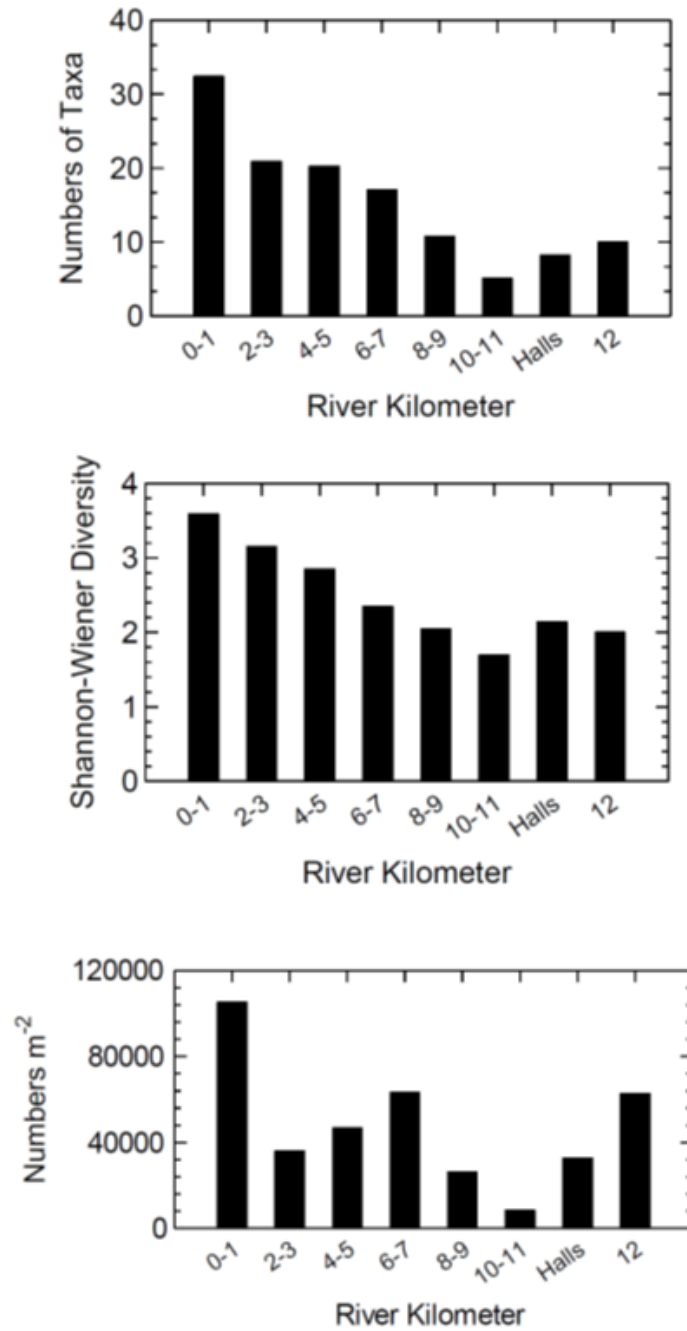 40
30
20
10
0
Numbers of Taxa
0-1 2-3 4-5 6-7 8-9 10-11 Halls 12
River Kilometer
4
3
2
1
0
Shannon-Wiener Diversity
0-1 2-3 4-5 6-7 8-9 10-11 Halls 12
River Kilometer
120000
80000
40000
0
Numbers m⁻²
0-1 2-3 4-5 6-7 8-9 10-11 Halls 12
River Kilometer